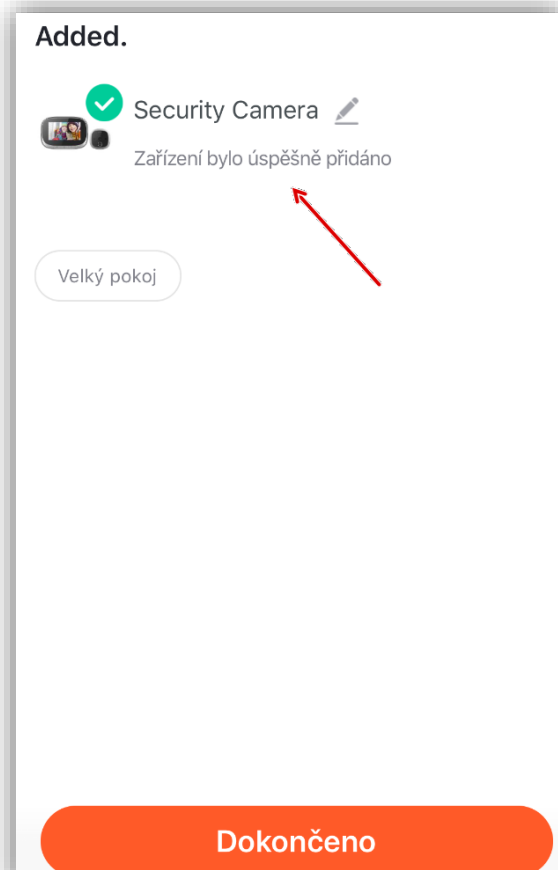 Added.
Security Camera
Zařízení bylo úspěšně přidáno
Velký pokoj
Dokončeno